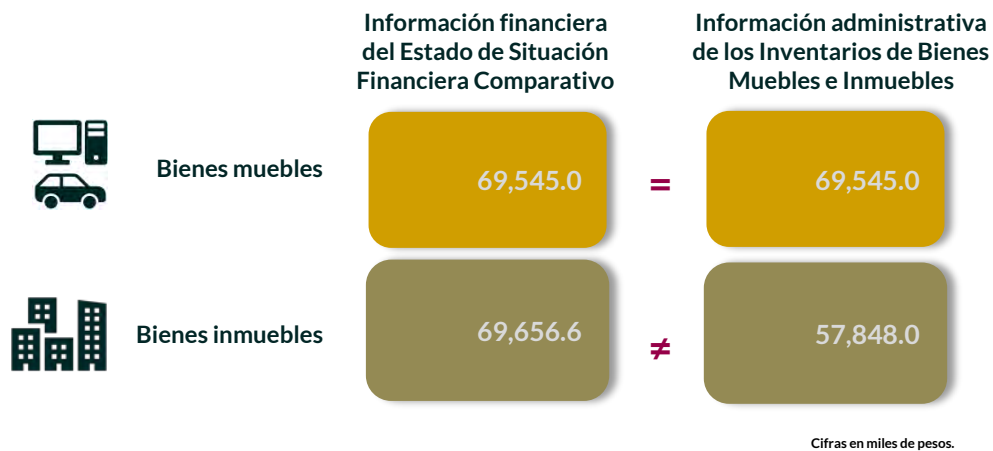 Información financiera
del Estado de Situación
Financiera Comparativo
Información administrativa
de los Inventarios de Bienes
Muebles e Inmuebles
Bienes muebles
69,545.0
=
69,545.0
Bienes inmuebles
69,656.6
≠
57,848.0
Cifras en miles de pesos.